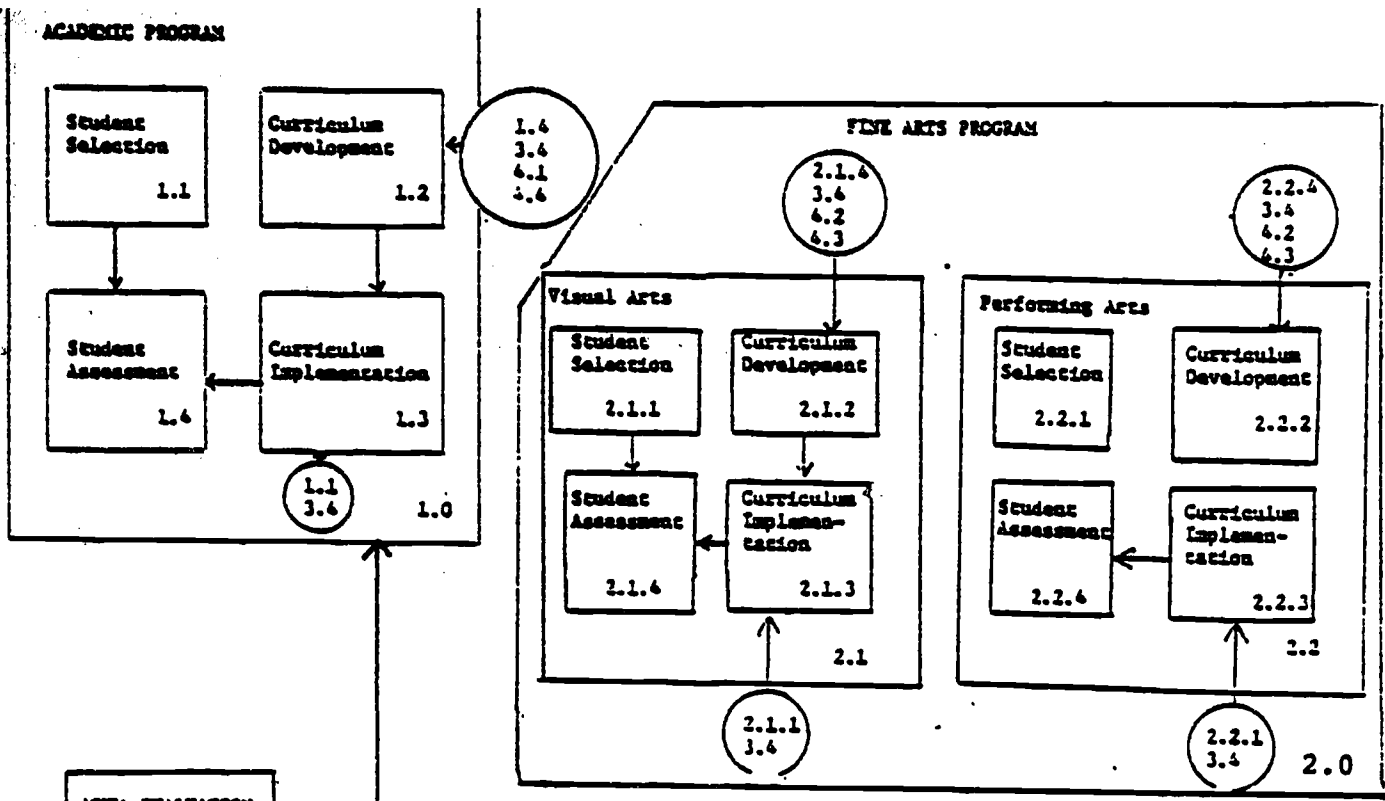 ACADEMIC PROGRAM
Student
Selection
1.1
Curriculum
Development
1.2
1.4
3.4
4.1
4.4
Student
Assessment
1.4
Curriculum
Implementation
1.3
1.1
3.4
1.0
FINE ARTS PROGRAM
2.1.4
3.4
4.2
4.3
2.2.4
3.4
4.2
4.3
Visual Arts
Student
Selection
2.1.1
Curriculum
Development
2.1.2
Student
Assessment
2.1.4
Curriculum
Implemen-
tation
2.1.3
2.1
2.1.1
3.4
Performing Arts
Student
Selection
2.2.1
Curriculum
Development
2.2.2
Student
Assessment
2.2.4
Curriculum
Implemen-
tation
2.2.3
2.2
2.2.1
3.4
2.0